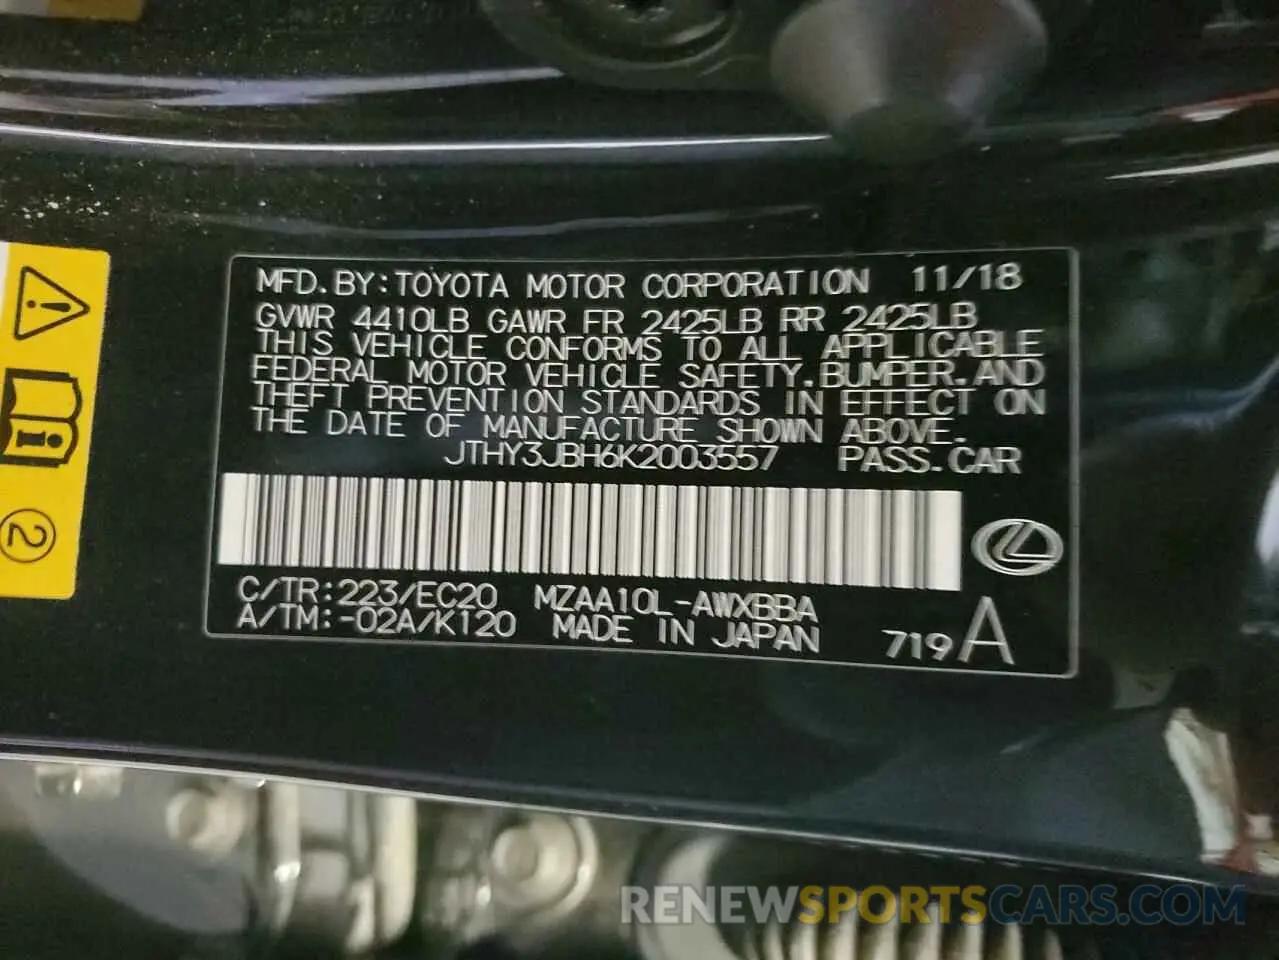 MFD.BY:TOYOTA MOTOR CORPORATION 11/18
GVWR 4410LB GAWR FR 2425LB RR 2425LB
THIS VEHICLE CONFORMS TO ALL APPLICABLE
FEDERAL MOTOR VEHICLE SAFETY.BUMPER.AND
THEFT PREVENTION STANDARDS IN EFFECT ON
THE DATE OF MANUFACTURE SHOWN ABOVE.
JTHY3JBH6K2003557 PASS.CAR
C/TR:223/EC20 MZAA10L-AWXBBA
A/TM:-02A/K120 MADE IN JAPAN 719A
2
RENEWSPORTSCARS.COM